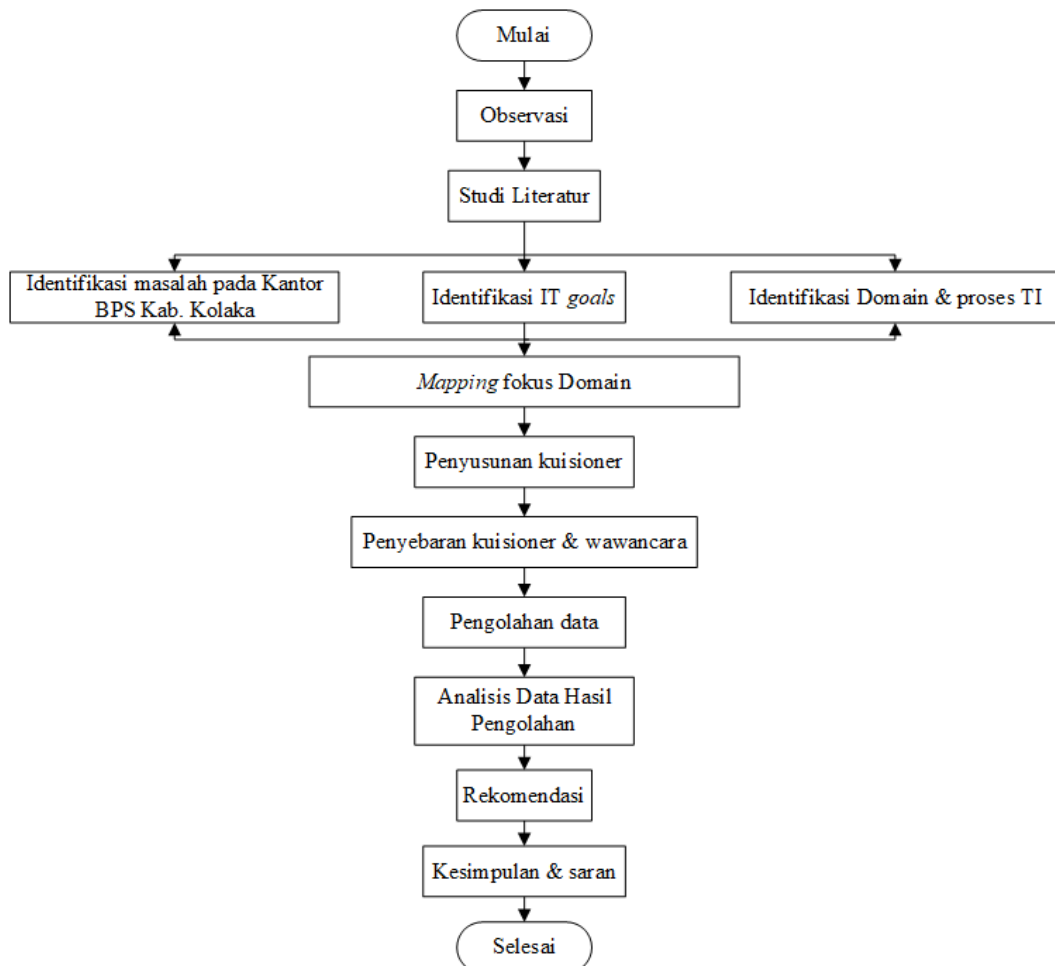 Mulai
Observasi
Studi Literatur
Identifikasi masalah pada Kantor
BPS Kab. Kolaka
Identifikasi IT goals
Identifikasi Domain & proses TI
Mapping fokus Domain
Penyusunan kuisioner
Penyebaran kuisioner & wawancara
Pengolahan data
Analisis Data Hasil
Pengolahan
Rekomendasi
Kesimpulan & saran
Selesai